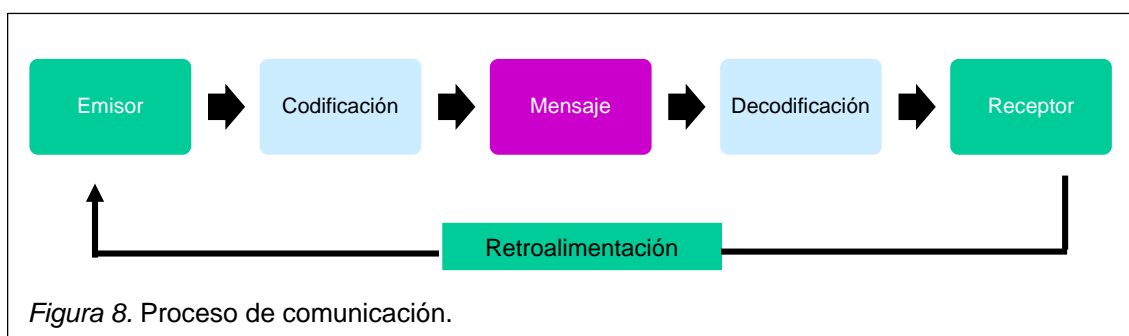 Emisor
Codificación
Mensaje
Decodificación
Receptor
Retroalimentación
Figura 8. Proceso de comunicación.